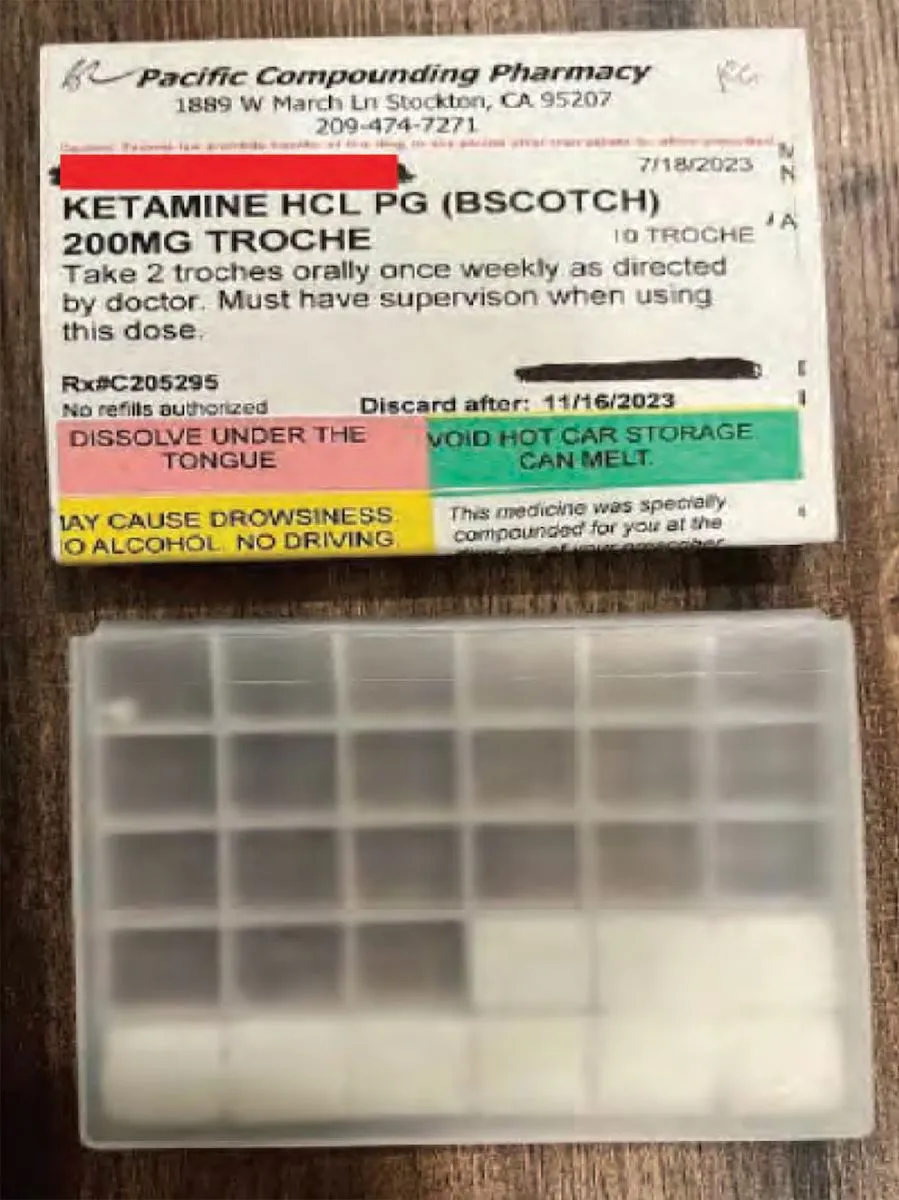 Pacific Compounding Pharmacy
1889 W March Ln Stockton, CA 95207
209-474-7271
7/18/2023
KETAMINE HCL PG (BSCOTCH)
200MG TROCHE
10 TROCHE
Take 2 troches orally once weekly as directed
by doctor. Must have supervison when using
this dose.
Rx#C205295
No refills authorized
Discard after: 11/16/2023
DISSOLVE UNDER THE
TONGUE
VOID HOT CAR STORAGE
CAN MELT.
AY CAUSE DROWSINESS
O ALCOHOL. NO DRIVING.
This medicine was specially
compounded for you at the